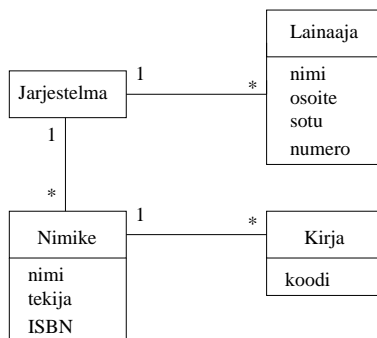 Lainaaja
nimi
osoite
sotu
numero
Jarjestelma
1
*
1
*
Nimike
nimi
tekija
ISBN
1
*
Kirja
koodi